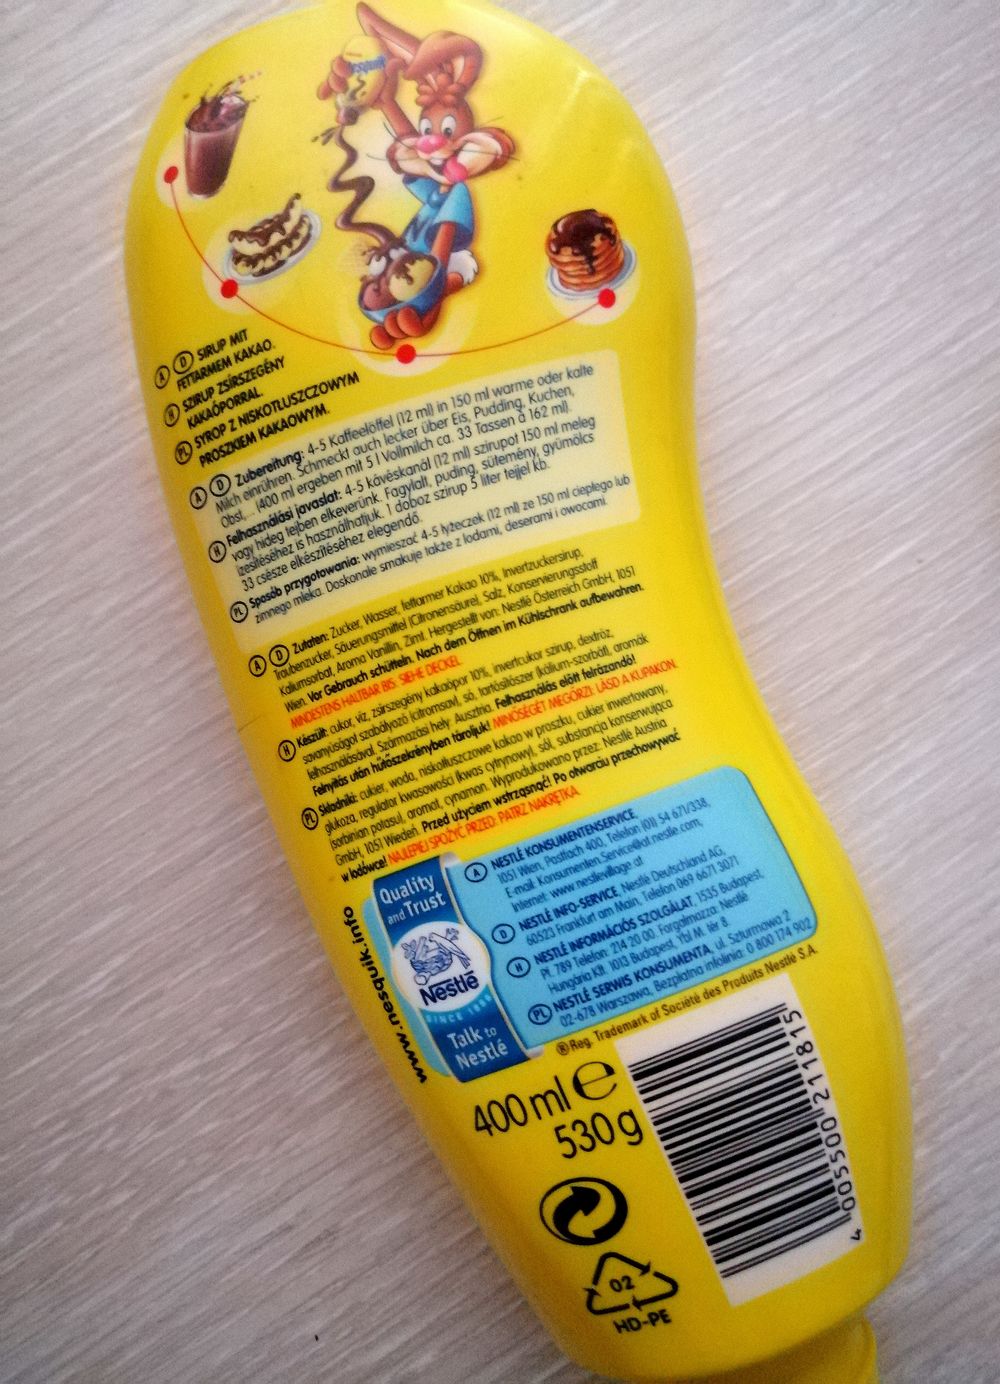 A D SIRUP MIT
FETTARMEM KAKAO.
H SZIRUP ZSÍRSZEGÉNY
KAKAÓPORRAL.
PL SYROP Z NISKOTŁUSZCZOWYM
PROSZKIEM KAKAOWYM.
A D Zubereitung: 4-5 Kaffeelöffel (12 ml) in 150 ml warme oder kalte
Milch einrühren. Schmeckt auch lecker über Eis, Pudding, Kuchen,
Obst,... (400 ml ergeben mit 5 l Vollmilch ca. 33 Tassen à 162 ml).
H Felhasználási javaslat: 4-5 kávéskanál (12 ml) szirupot 150 ml meleg
vagy hideg tejben elkeverünk. Fagylalt, puding, sütemény, gyümölcs
ízesítéséhez is használhatjuk. 1 doboz szirup 5 liter tejjel kb.
33 csésze elkészítéséhez elegendő.
PL Sposób przygotowania: wymieszać 4-5 łyżeczek (12 ml) ze 150 ml ciepłego lub
zimnego mleka. Doskonale smakuje także z lodami, deserami i owocami.
A D Zutaten: Zucker, Wasser, fettarmer Kakao 10%, Invertzuckersirup,
Traubenzucker, Säuerungsmittel (Citronensäure), Salz, Konservierungsstoff
Kaliumsorbat, Aroma Vanillin, Zimt. Hergestellt von: Nestlé Österreich GmbH, 1051
Wien. Vor Gebrauch schütteln. Nach dem Öffnen im Kühlschrank aufbewahren.
MINDESTENS HALTBAR BIS: SIEHE DECKEL
H Készült: cukor, víz, zsírszegény kakaópor 10%, invertcukor szirup, dextróz,
savanyúságot szabályozó (citromsav), só, tartósítószer (kálium-szorbát), aromák
felhasználásával. Származási hely: Ausztria. Felhasználás előtt felrázandó!
Felnyitás után hűtőszekrényben tároljuk! MINŐSÉGÉT MEGŐRZI: LÁSD A KUPAKON.
PL Składniki: cukier, woda, niskotłuszczowe kakao w proszku, cukier inwertowany,
glukoza, regulator kwasowości (kwas cytrynowy), sól, substancja konserwująca
(sorbinian potasu), aromat, cynamon. Wyprodukowano przez: Nestlé Austria
GmbH, 1051 Wiedeń. Przed użyciem wstrząsnąć! Po otwarciu przechowywać
w lodówce! NAJLEPIEJ SPOŻYĆ PRZED: PATRZ NAKRĘTKA.
www.nesquik.info
Quality
and Trust
Nestlé
SINCE
Talk to
Nestlé
A NESTLÉ KONSUMENTENSERVICE,
1051 Wien, Postfach 400, Telefon (01) 54 671/338,
E-mail: Konsumenten.Service@at.nestle.com,
Internet: www.nestlevillage.at
D NESTLÉ INFO-SERVICE, Nestlé Deutschland AG,
60523 Frankfurt am Main, Telefon 069 6671 3071
H NESTLÉ INFORMÁCIÓS SZOLGÁLAT, 1535 Budapest,
Pf. 789 Telefon: 214 20 00. Forgalmazza: Nestlé
Hungária Kft. 1013 Budapest, Ybl M. tér 8.
PL NESTLÉ SERWIS KONSUMENTA, ul. Szturmowa 2
02-678 Warszawa, Bezpłatna infolinia: 0 800 174 902
® Reg. Trademark of Société des Produits Nestlé S.A.
400 ml e
530 g
4 005500 211815
02
HD-PE